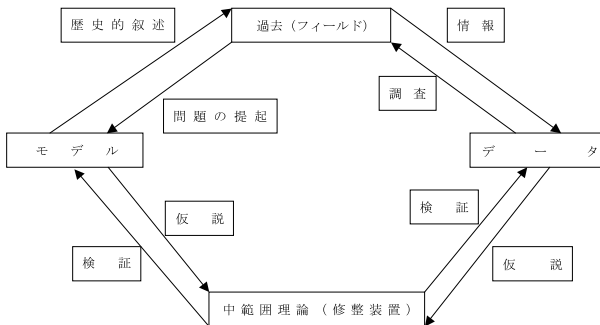 歴史的叙述
過去（フィールド）
情報
調査
問題の提起
モデル
データ
仮説
検証
検証
仮説
中範囲理論（修整装置）